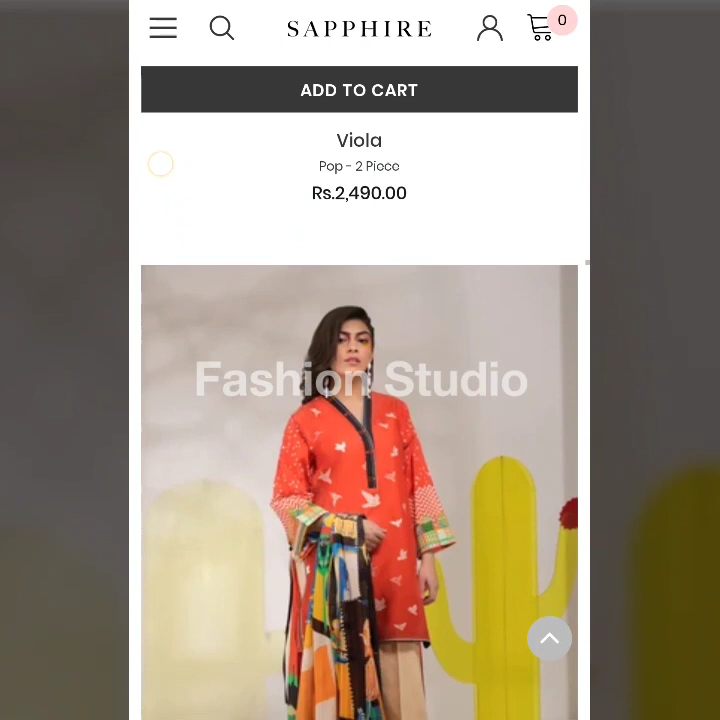 SAPPHIRE
0
ADD TO CART
Viola
Pop - 2 Piece
Rs.2,490.00
Fashion Studio